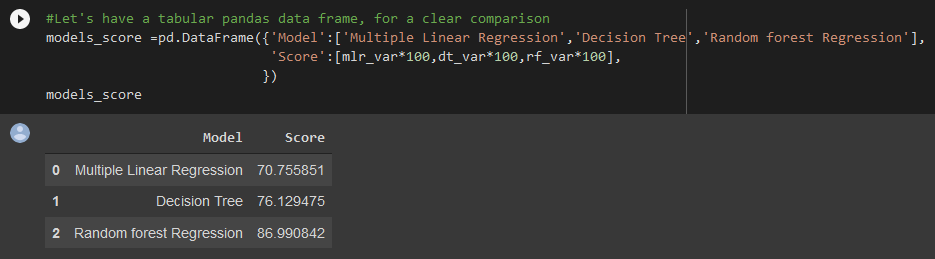 #Let's have a tabular pandas data frame, for a clear comparison
models_score =pd.DataFrame({'Model':['Multiple Linear Regression','Decision Tree','Random forest Regression'],
'Score':[mlr_var*100,dt_var*100,rf_var*100],
})
models_score
Model Score
0 Multiple Linear Regression 70.755851
1 Decision Tree 76.129475
2 Random forest Regression 86.990842